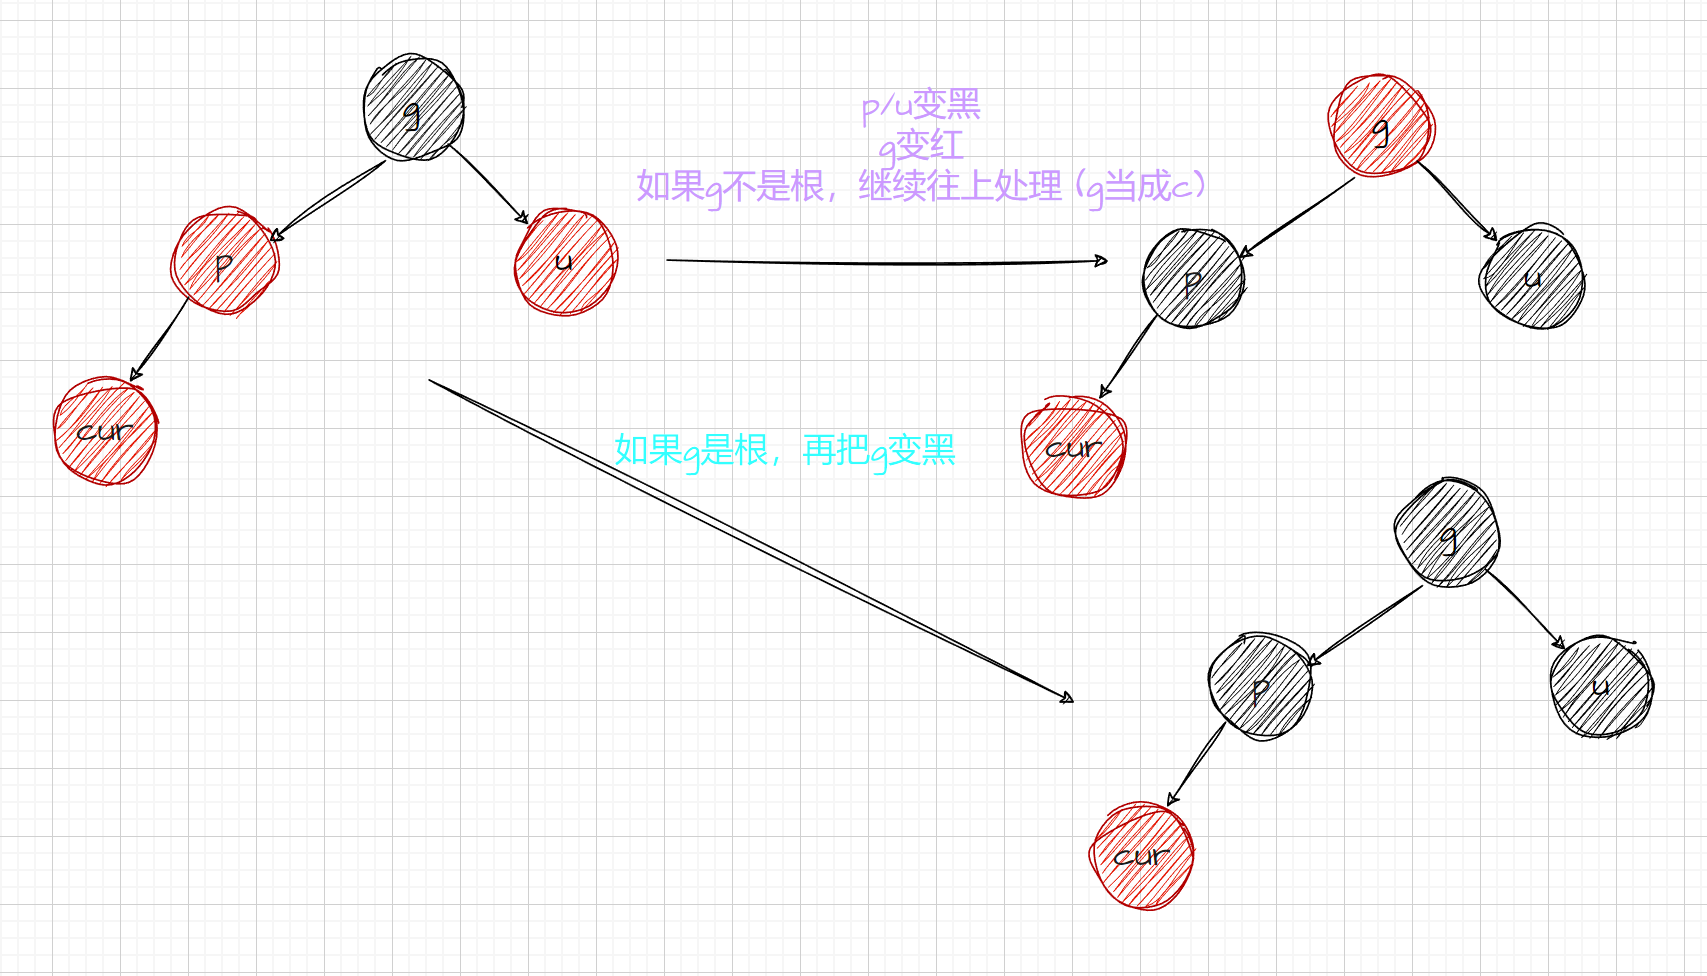 g
p
u
cur
p/u变黑
g变红
如果g不是根，继续往上处理 (g当成c)
g
p
u
cur
如果g是根，再把g变黑
g
p
u
cur